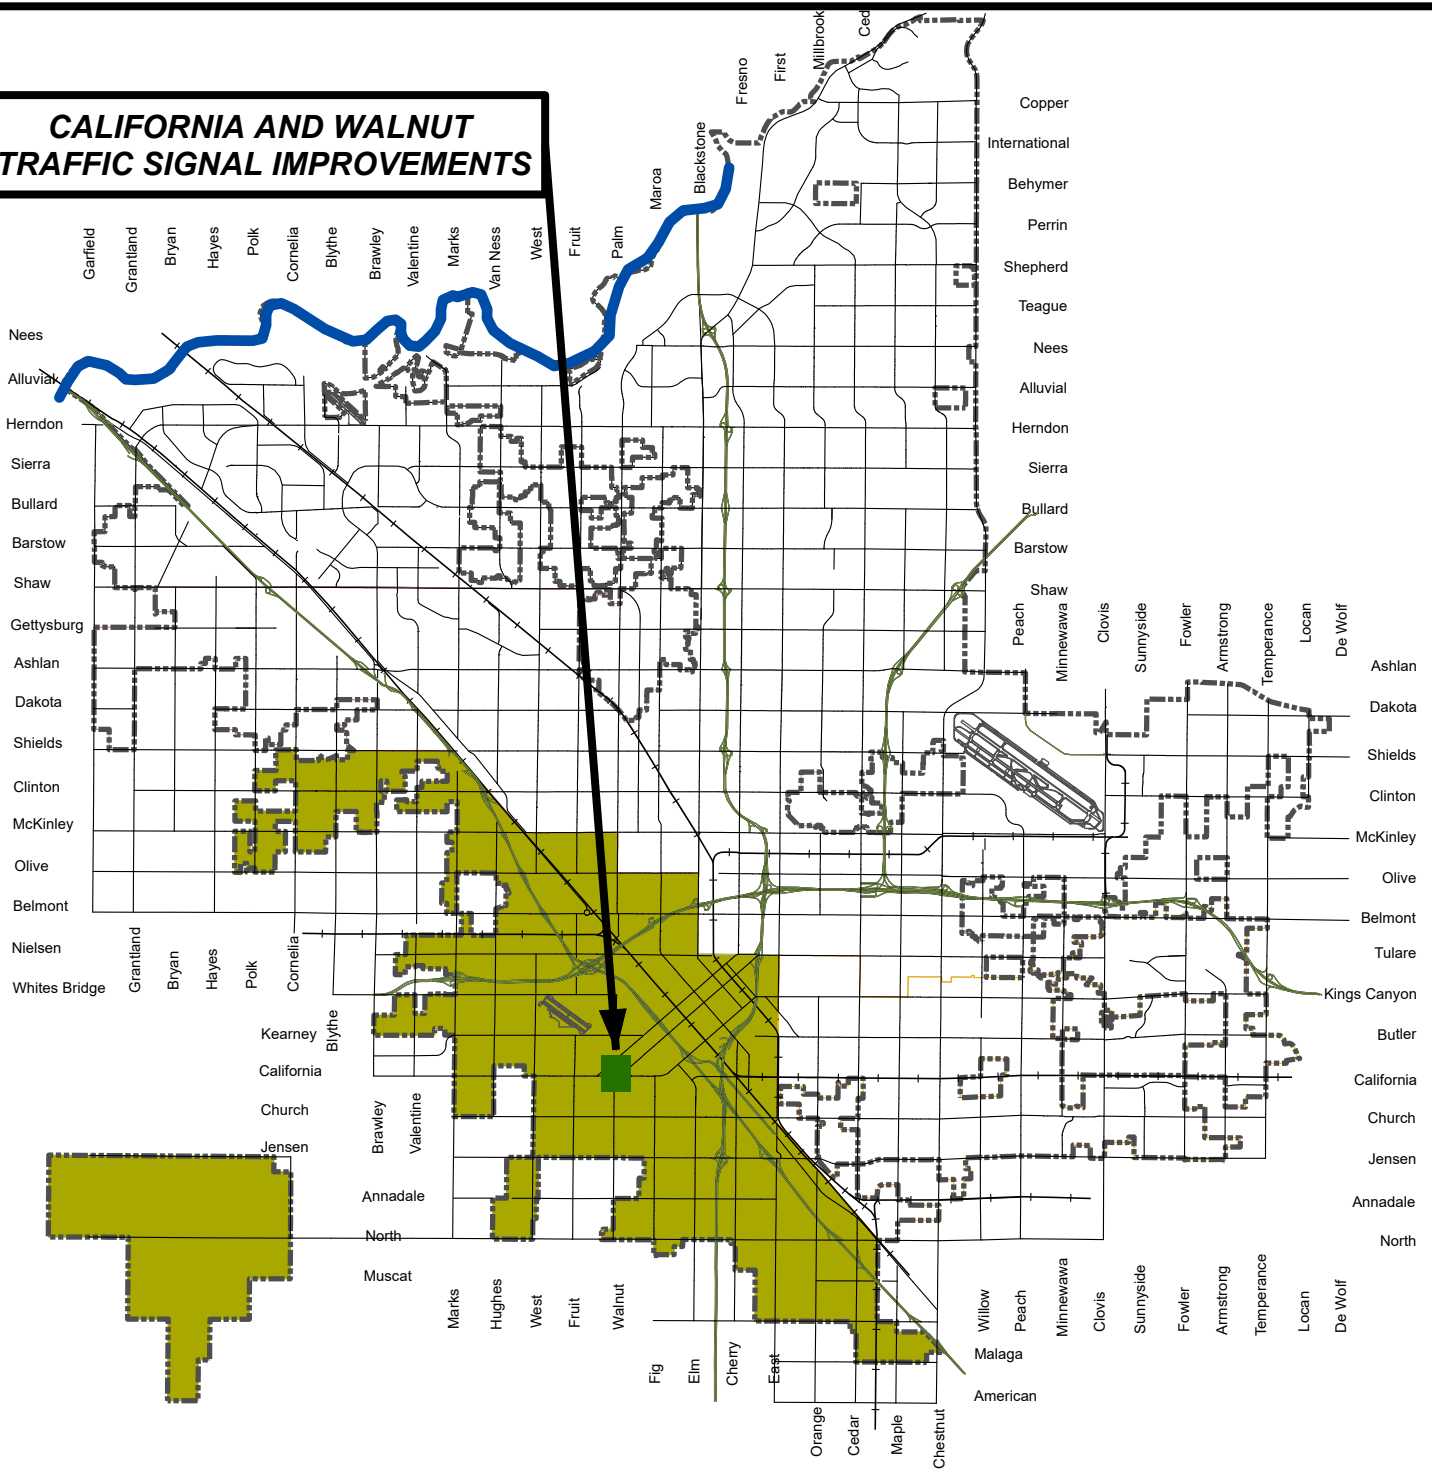 CALIFORNIA AND WALNUT
TRAFFIC SIGNAL IMPROVEMENTS
Garfield
Grantland
Bryan
Hayes
Polk
Cornelia
Blythe
Brawley
Valentine
Marks
Van Ness
West
Fruit
Palm
Maroa
Blackstone
Fresno
First
Millbrook
Ced
Copper
International
Behymer
Perrin
Shepherd
Teague
Nees
Alluvial
Herndon
Sierra
Bullard
Barstow
Shaw
Nees
Alluvial
Herndon
Sierra
Bullard
Barstow
Shaw
Gettysburg
Ashlan
Dakota
Shields
Clinton
McKinley
Olive
Belmont
Nielsen
Whites Bridge
Peach
Minnewawa
Clovis
Sunnyside
Fowler
Armstrong
Temperance
Locan
De Wolf
Ashlan
Dakota
Shields
Clinton
McKinley
Olive
Belmont
Tulare
Kings Canyon
Butler
California
Church
Jensen
Annadale
North
Grantland
Bryan
Hayes
Polk
Cornelia
Blythe
Kearney
California
Church
Jensen
Brawley
Valentine
Annadale
North
Muscat
Marks
Hughes
West
Fruit
Walnut
Fig
Elm
Cherry
East
Orange
Cedar
Maple
Chestnut
Willow
Peach
Minnewawa
Clovis
Sunnyside
Fowler
Armstrong
Temperance
Locan
De Wolf
Malaga
American